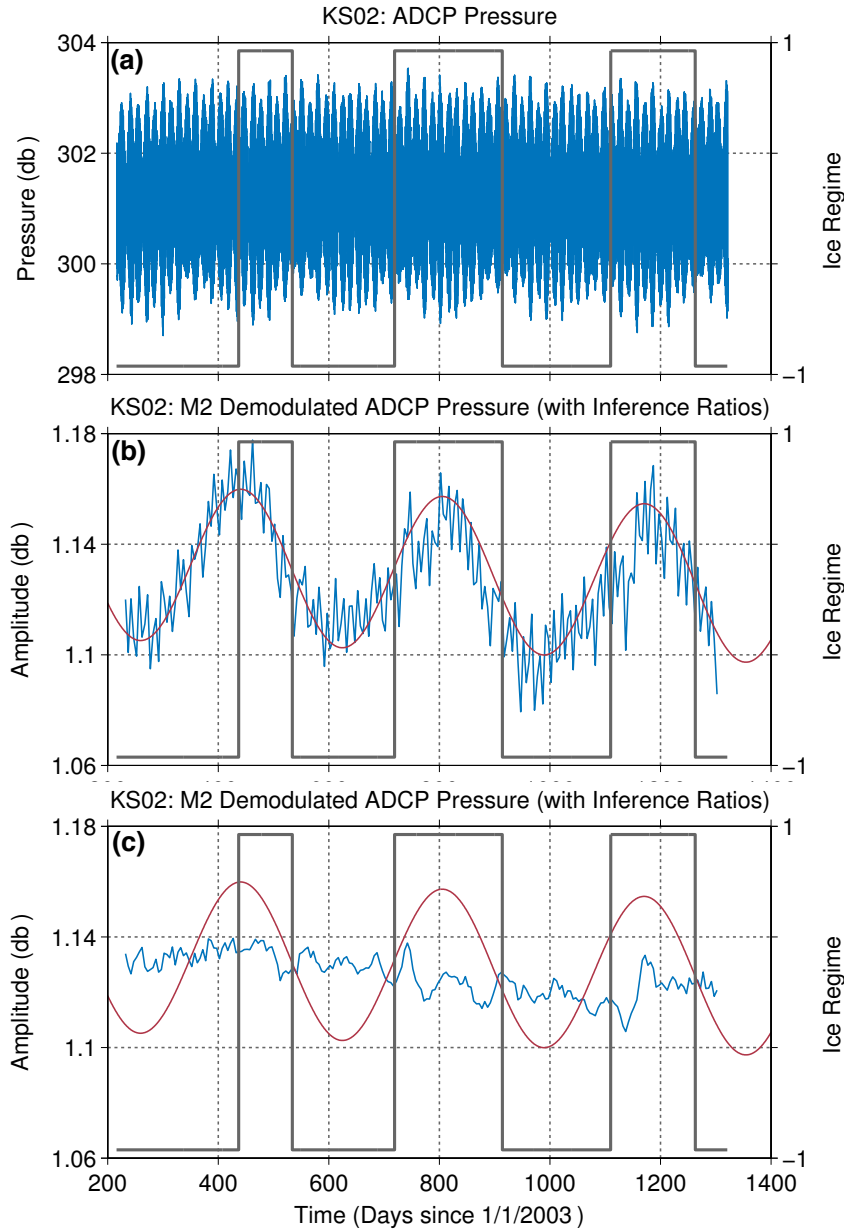 KS02: ADCP Pressure
304
302
300
298
Pressure (db)
(a)
1
−1
Ice Regime
KS02: M2 Demodulated ADCP Pressure (with Inference Ratios)
1.18
1.14
1.1
1.06
Amplitude (db)
(b)
1
−1
Ice Regime
KS02: M2 Demodulated ADCP Pressure (with Inference Ratios)
1.18
1.14
1.1
1.06
Amplitude (db)
(c)
1
−1
Ice Regime
200 400 600 800 1000 1200 1400
Time (Days since 1/1/2003 )